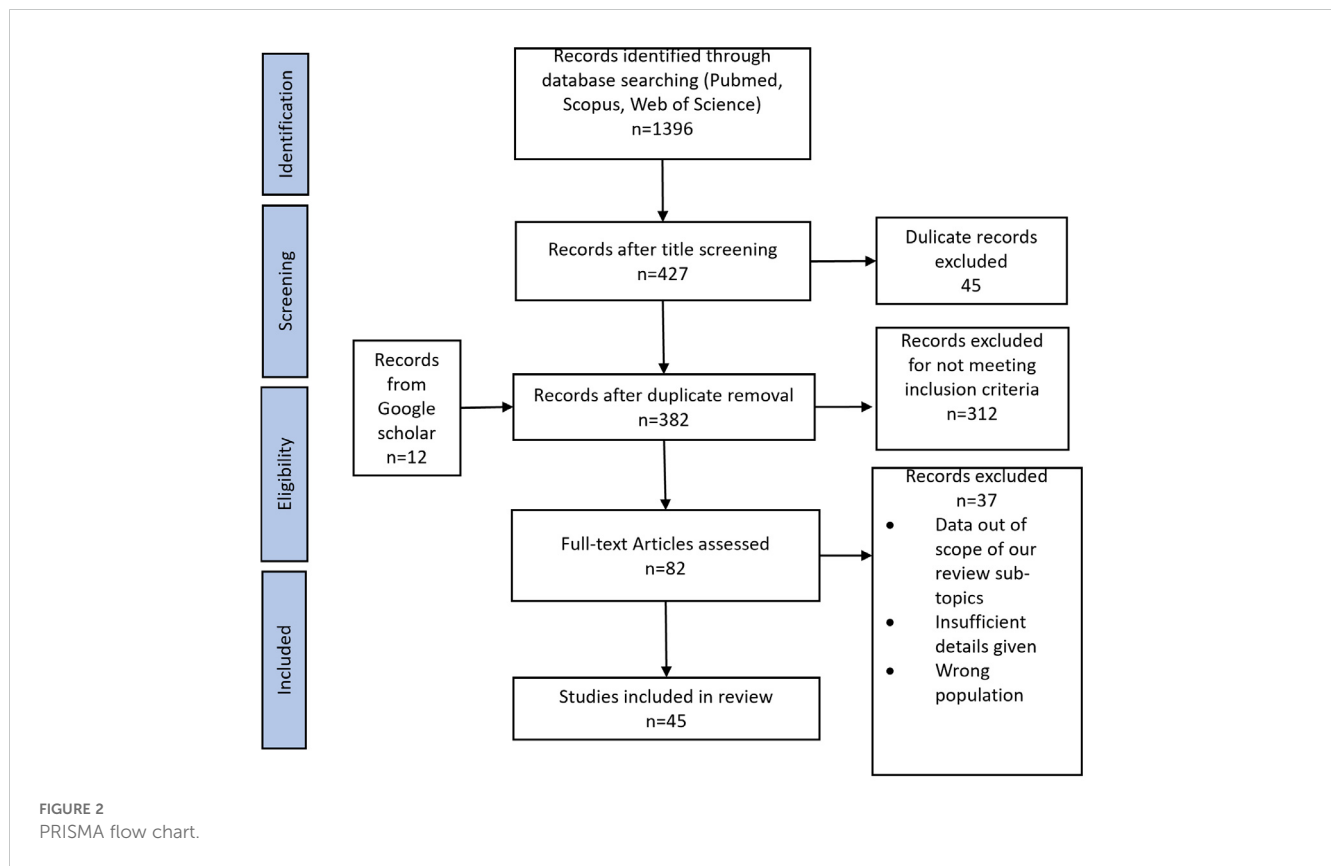 Identification
Records identified through
database searching (Pubmed,
Scopus, Web of Science)
n=1396
Screening
Records after title screening
n=427
Dulicate records
excluded
45
Records
from
Google
scholar
n=12
Records after duplicate removal
n=382
Records excluded
for not meeting
inclusion criteria
n=312
Eligibility
Full-text Articles assessed
n=82
Records excluded
n=37
• Data out of
scope of our
review sub-
topics
• Insufficient
details given
• Wrong
population
Included
Studies included in review
n=45
FIGURE 2
PRISMA flow chart.